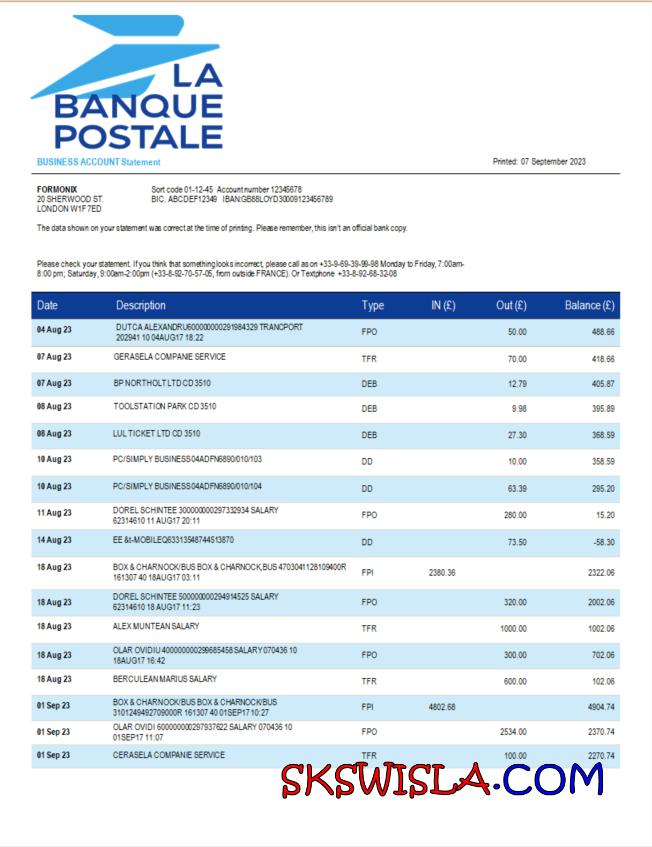 LA
BANQUE
POSTALE
BUSINESS ACCOUNT Statement
Printed: 07 September 2023
FORMONIX
Sort code 01-12-45 Account number 12345678
20 SHERWOOD ST.
BIC. ABCDEF12349 IBAN:GB88LOYD30009123456789
LONDON W1F7ED
The data shown on your statement was correct at the time of printing. Please remember, this isn't an official bank copy.
Please check your statement. If you think that something looks incorrect, please call as on +33-9-69-39-99-98 Monday to Friday, 7:00am-
8:00 pm; Saturday, 9:00am-2:00pm (+33-8-92-70-57-05, from outside FRANCE). Or Textphone +33-8-92-68-32-08
Date Description Type IN (£) Out (£) Balance (£)
04 Aug 23 DUTCA ALEXANDRU600000000291984329 TRANCPORT FPO 50.00 488.66
202941 10 04AUG17 18:22
07 Aug 23 GERASELA COMPANIE SERVICE TFR 70.00 418.66
07 Aug 23 BP NORTHOLT LTD CD 3510 DEB 12.79 405.87
08 Aug 23 TOOLSTATION PARK CD 3510 DEB 9.98 395.89
08 Aug 23 LUL TICKET LTD CD 3510 DEB 27.30 368.59
10 Aug 23 PC/SIMPLY BUSINESS04ADFN6890/010/103 DD 10.00 358.59
10 Aug 23 PC/SIMPLY BUSINESS04ADFN6890/010/104 DD 63.39 295.20
11 Aug 23 DOREL SCHINTEE 300000000297332934 SALARY FPO 280.00 15.20
62314610 11 AUG17 20:11
14 Aug 23 EE &t-MOBILEQ63313548744513870 DD 73.50 -58.30
18 Aug 23 BOX & CHARNOCK/BUS BOX & CHARNOCK,BUS 4703041128109400R FPI 2380.36 2322.06
161307 40 18AUG17 03:11
18 Aug 23 DOREL SCHINTEE 500000000294914525 SALARY FPO 320.00 2002.06
62314610 18 AUG17 11:23
18 Aug 23 ALEX MUNTEAN SALARY TFR 1000.00 1002.06
18 Aug 23 OLAR OVIDIU 400000000299685458 SALARY 070436 10 FPO 300.00 702.06
18AUG17 16:42
18 Aug 23 BERCULEAN MARIUS SALARY TFR 600.00 102.06
01 Sep 23 BOX & CHARNOCK/BUS BOX & CHARNOCK/BUS FPI 4802.68 4904.74
3101249492709000R 161307 40 01SEP17 10:27
01 Sep 23 OLAR OVIDI 600000000297937622 SALARY 070436 10 FPO 2534.00 2370.74
01SEP17 11:07
01 Sep 23 CERASELA COMPANIE SERVICE TFR 100.00 2270.74
SKSWISLA.COM